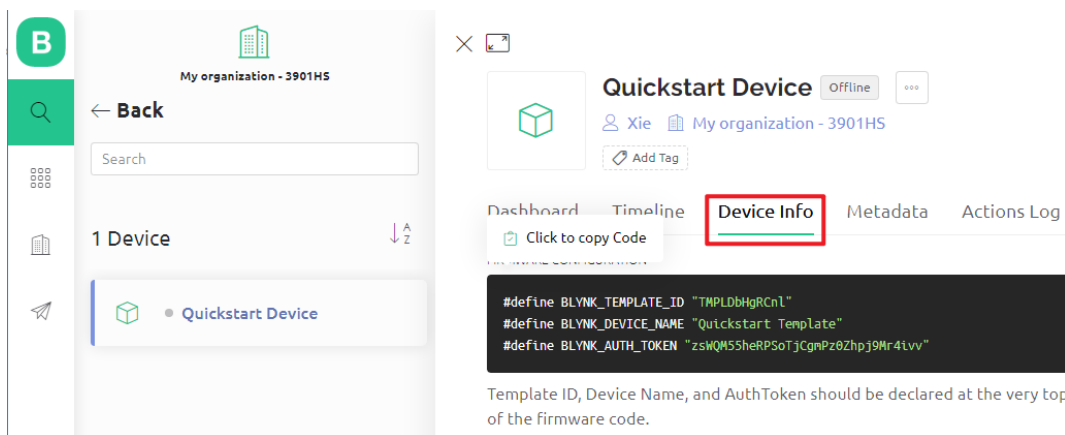 B
My organization - 3901HS
← Back
Search
1 Device
A
Z
Quickstart Device
Quickstart Device Offline
Xie My organization - 3901HS
Add Tag
Dashboard Timeline Device Info Metadata Actions Log
Click to copy Code
#define BLYNK_TEMPLATE_ID "TMPLDbHgRCnl"
#define BLYNK_DEVICE_NAME "Quickstart Template"
#define BLYNK_AUTH_TOKEN "zsWQM55heRPSoTjCgmPz0Zhpj9Mr4ivv"
Template ID, Device Name, and AuthToken should be declared at the very top
of the firmware code.